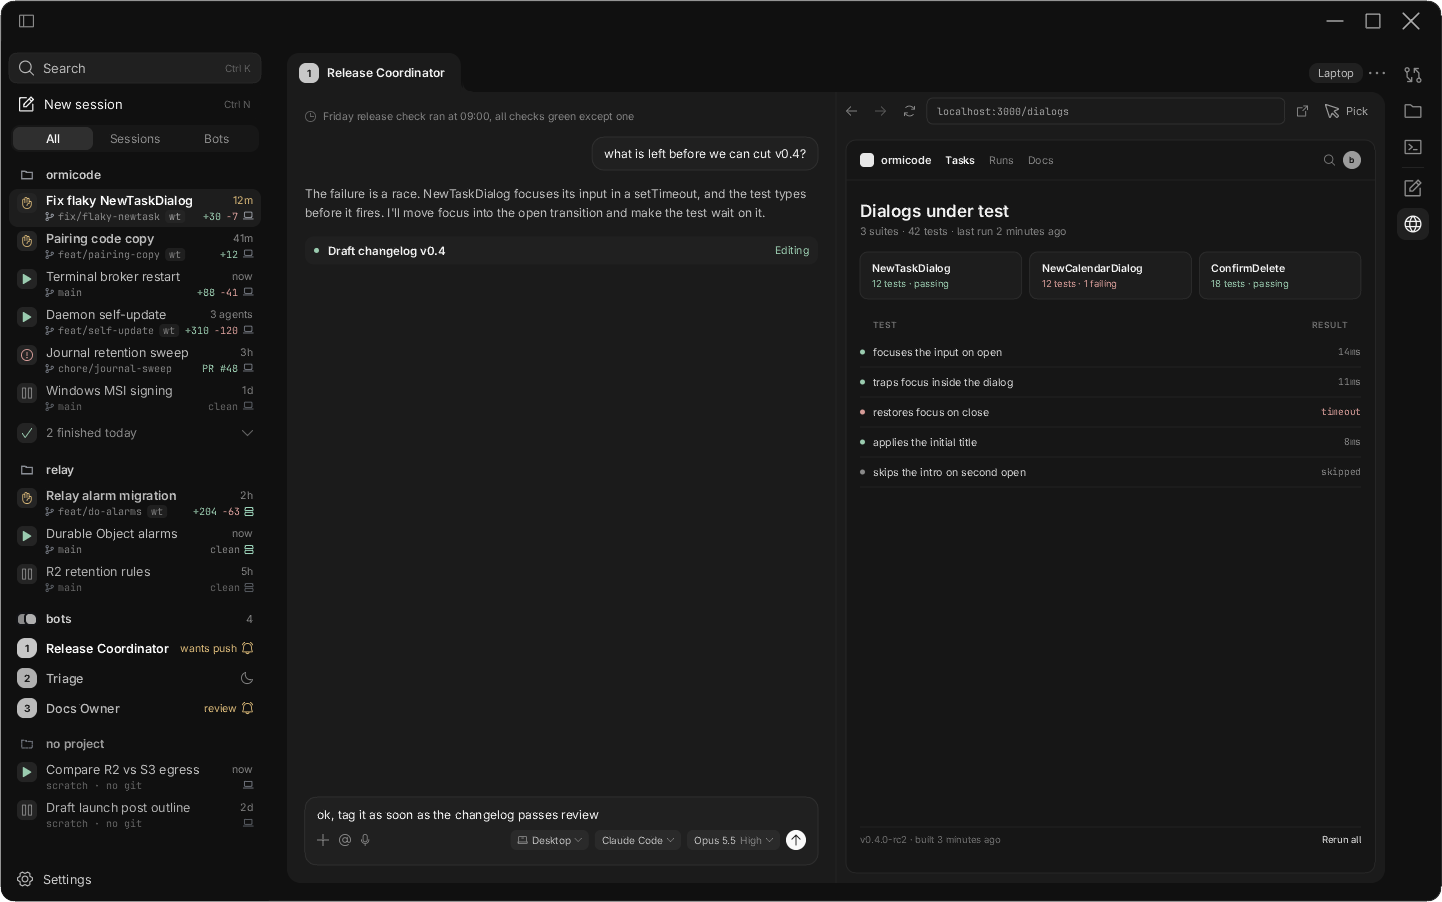 Search Ctrl K
New session Ctrl N
All Sessions Bots
ormicode
Fix flaky NewTaskDialog 12m
fix/flaky-newtask wt +30 -7
Pairing code copy 41m
feat/pairing-copy wt +12
Terminal broker restart now
main +88 -41
Daemon self-update 3 agents
feat/self-update wt +310 -120
Journal retention sweep 3h
chore/journal-sweep PR #48
Windows MSI signing 1d
main clean
2 finished today
relay
Relay alarm migration 2h
feat/do-alarms wt +204 -63
Durable Object alarms now
main clean
R2 retention rules 5h
main clean
bots 4
1 Release Coordinator wants push
2 Triage
3 Docs Owner review
no project
Compare R2 vs S3 egress now
scratch · no git
Draft launch post outline 2d
scratch · no git
Settings
1 Release Coordinator
Laptop
Friday release check ran at 09:00, all checks green except one
what is left before we can cut v0.4?
The failure is a race. NewTaskDialog focuses its input in a setTimeout, and the test types
before it fires. I'll move focus into the open transition and make the test wait on it.
Draft changelog v0.4 Editing
ok, tag it as soon as the changelog passes review
Desktop Claude Code Opus 5.5 High
localhost:3000/dialogs Pick
ormicode Tasks Runs Docs b
Dialogs under test
3 suites · 42 tests · last run 2 minutes ago
NewTaskDialog
12 tests · passing
NewCalendarDialog
12 tests · 1 failing
ConfirmDelete
18 tests · passing
TEST RESULT
focuses the input on open 14ms
traps focus inside the dialog 11ms
restores focus on close timeout
applies the initial title 8ms
skips the intro on second open skipped
v0.4.0-rc2 · built 3 minutes ago Rerun all